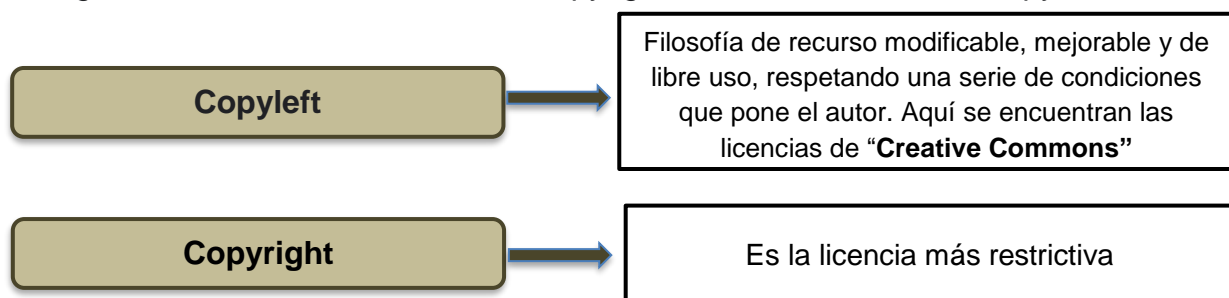 Copyleft
Filosofía de recurso modificable, mejorable y de
libre uso, respetando una serie de condiciones
que pone el autor. Aquí se encuentran las
licencias de “Creative Commons”
Copyright
Es la licencia más restrictiva